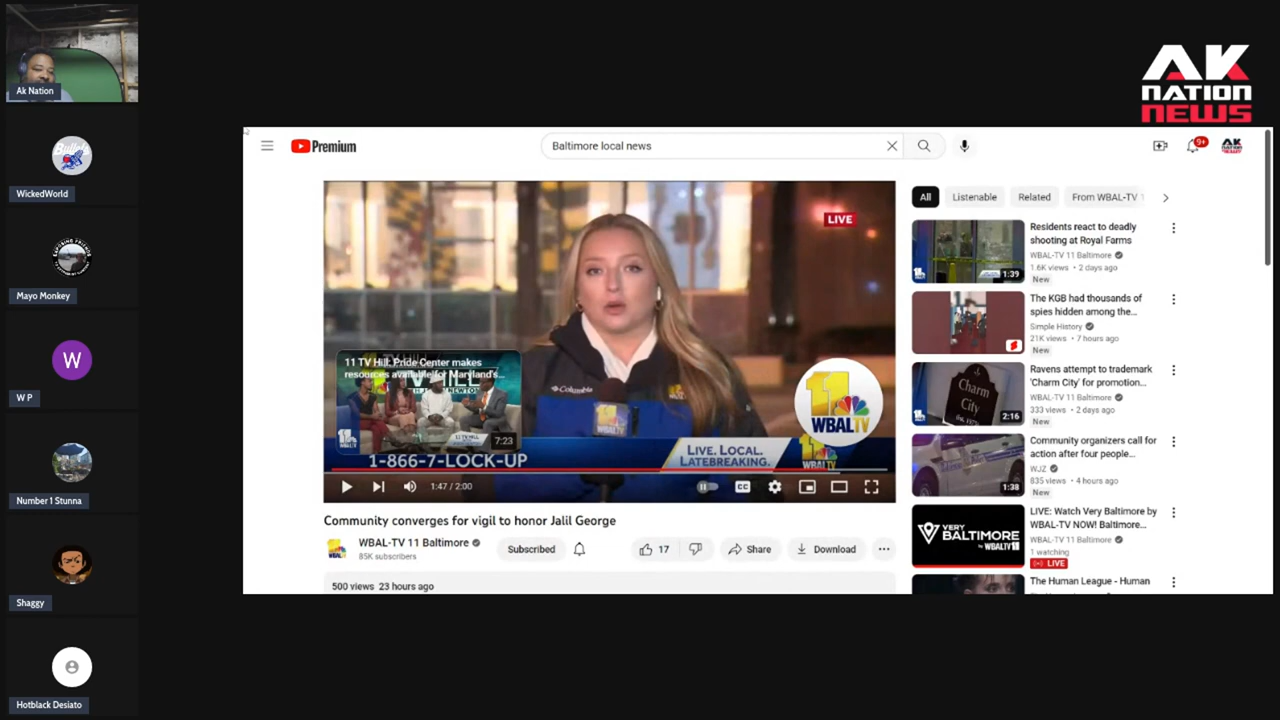 Ak Nation
WickedWorld
Mayo Monkey
W
W P
Number 1 Stunna
Shaggy
Hotblack Desiato
AK
NATION
NEWS
Premium
Baltimore local news
9+
LIVE
11 TV Hill: Pride Center makes
resources available for Maryland's...
7:23
Columbia
11
WBALTV
1-866-7-LOCK-UP
LIVE. LOCAL.
LATEBREAKING.
WBALTV
1:47 / 2:00
CC
Community converges for vigil to honor Jalil George
WBAL-TV 11 Baltimore
85K subscribers
Subscribed
17
Share
Download
500 views 23 hours ago
All
Listenable
Related
From WBAL-TV 1
Residents react to deadly
shooting at Royal Farms
WBAL-TV 11 Baltimore
1.6K views • 2 days ago
New
1:39
The KGB had thousands of
spies hidden among the...
Simple History
21K views • 7 hours ago
New
Charm
City
2:16
Ravens attempt to trademark
'Charm City' for promotion...
WBAL-TV 11 Baltimore
333 views • 2 days ago
New
1:38
Community organizers call for
action after four people...
WJZ
835 views • 4 hours ago
New
VERY
BALTIMORE
by WBALTV 11
LIVE: Watch Very Baltimore by
WBAL-TV NOW! Baltimore...
WBAL-TV 11 Baltimore
1 watching
LIVE
The Human League - Human